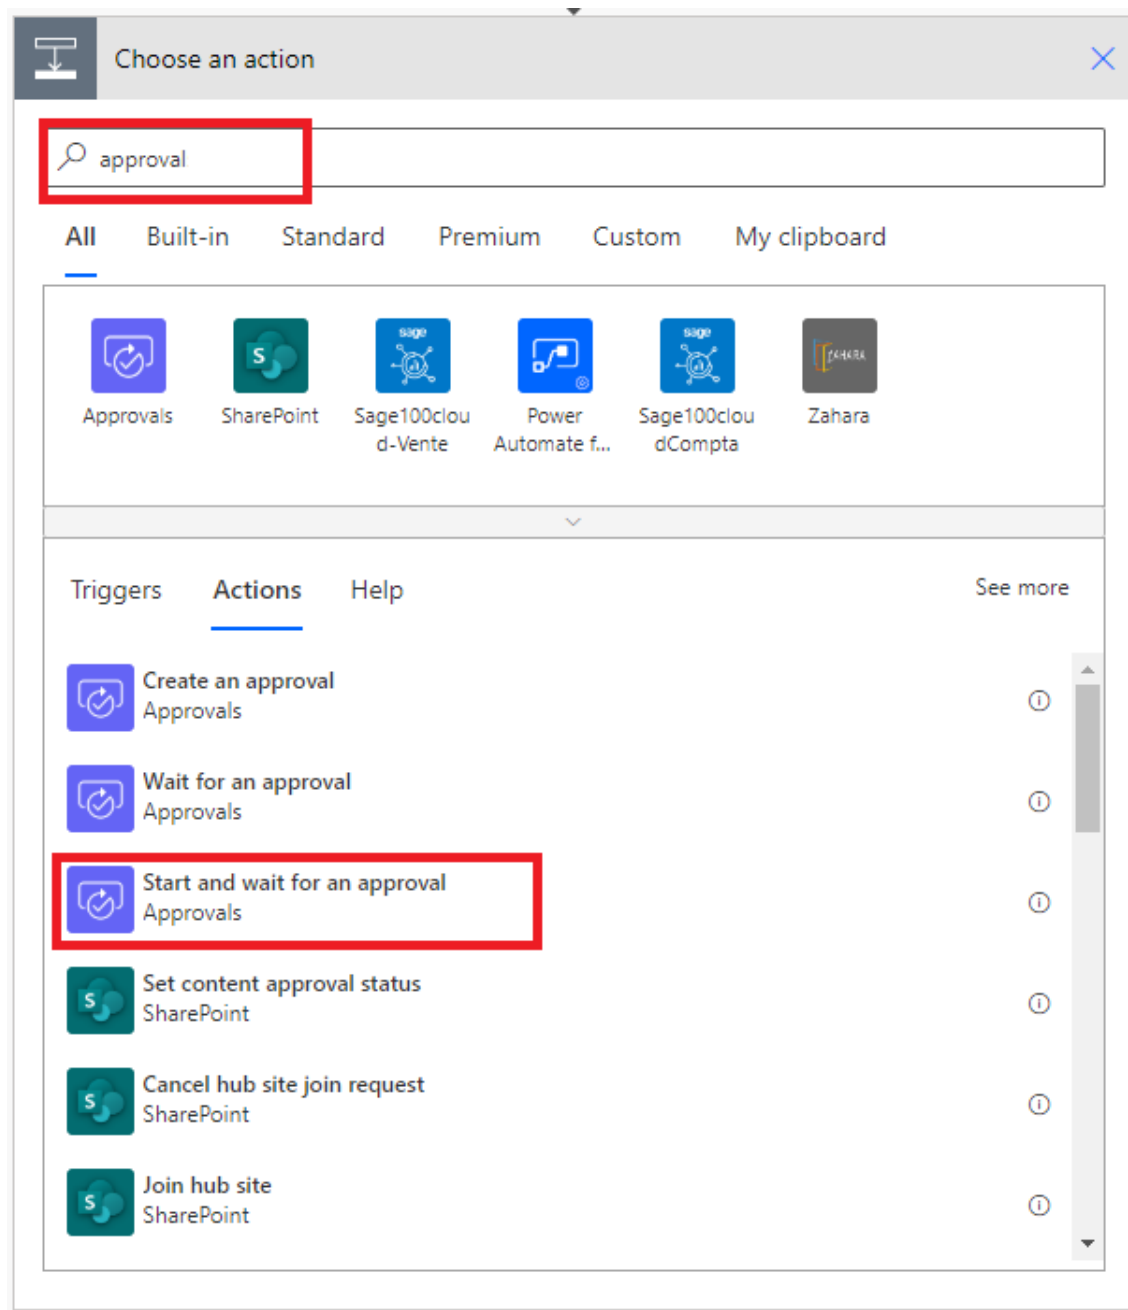 Choose an action
approval
All Built-in Standard Premium Custom My clipboard
sage sage ZAHARA
Approvals SharePoint Sage100clou Power Sage100clou Zahara
d-Vente Automate f... dCompta
Triggers Actions Help See more
Create an approval
Approvals
Wait for an approval
Approvals
Start and wait for an approval
Approvals
Set content approval status
SharePoint
Cancel hub site join request
SharePoint
Join hub site
SharePoint